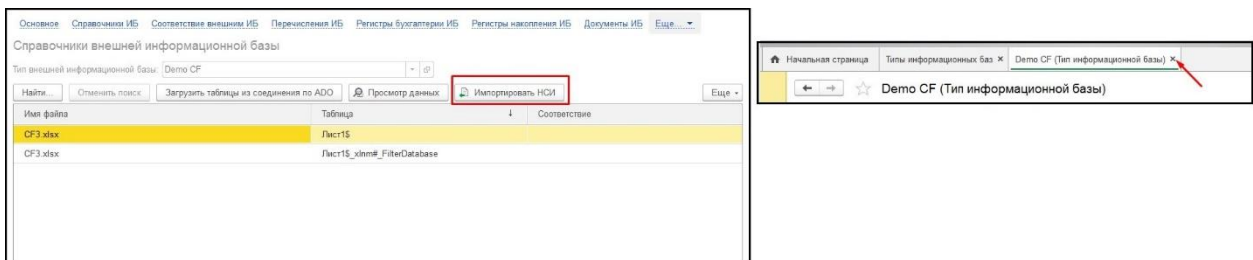 Основное Справочники ИБ Соответствие внешним ИБ Перечисления ИБ Регистры бухгалтерии ИБ Регистры накопления ИБ Документы ИБ Еще...
Справочники внешней информационной базы
Тип внешней информационной базы: Demo CF
Найти... Отменить поиск Загрузить таблицы из соединения по ADO Просмотр данных Импортировать НСИ Еще
Имя файла Таблица Соответствие
CF3.xlsx Лист1$
CF3.xlsx Лист1$_xlnm#_FilterDatabase
Начальная страница Типы информационных баз × Demo CF (Тип информационной базы) ×
Demo CF (Тип информационной базы)